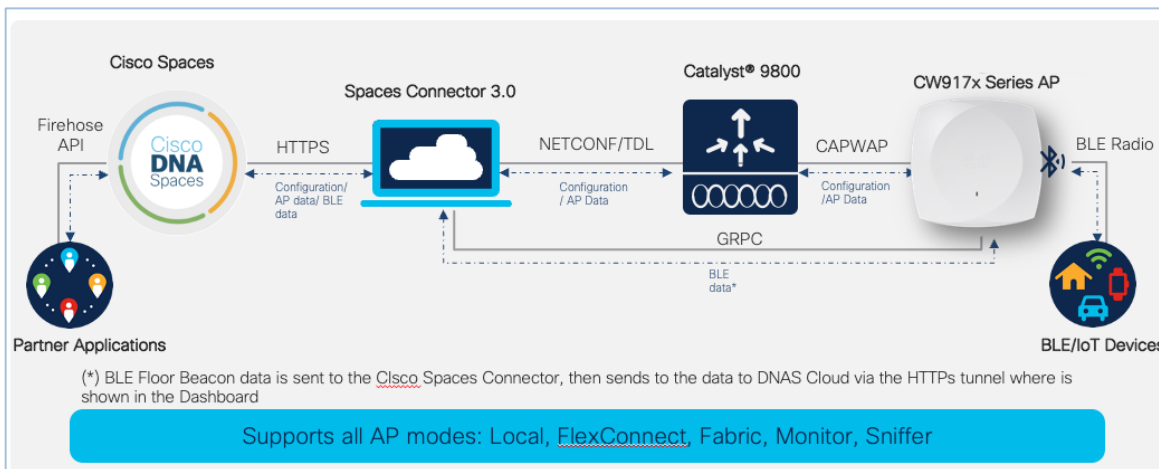 Cisco Spaces
Spaces Connector 3.0
Catalyst® 9800
CW917x Series AP
Firehose
API
Cisco
DNA
Spaces
HTTPS
NETCONF/TDL
CAPWAP
BLE Radio
Configuration/
AP data/ BLE
data
Configuration
/ AP Data
Configuration
/AP Data
GRPC
BLE
data*
Partner Applications
BLE/IoT Devices
(*) BLE Floor Beacon data is sent to the CIsco Spaces Connector, then sends to the data to DNAS Cloud via the HTTPs tunnel where is
shown in the Dashboard
Supports all AP modes: Local, FlexConnect, Fabric, Monitor, Sniffer